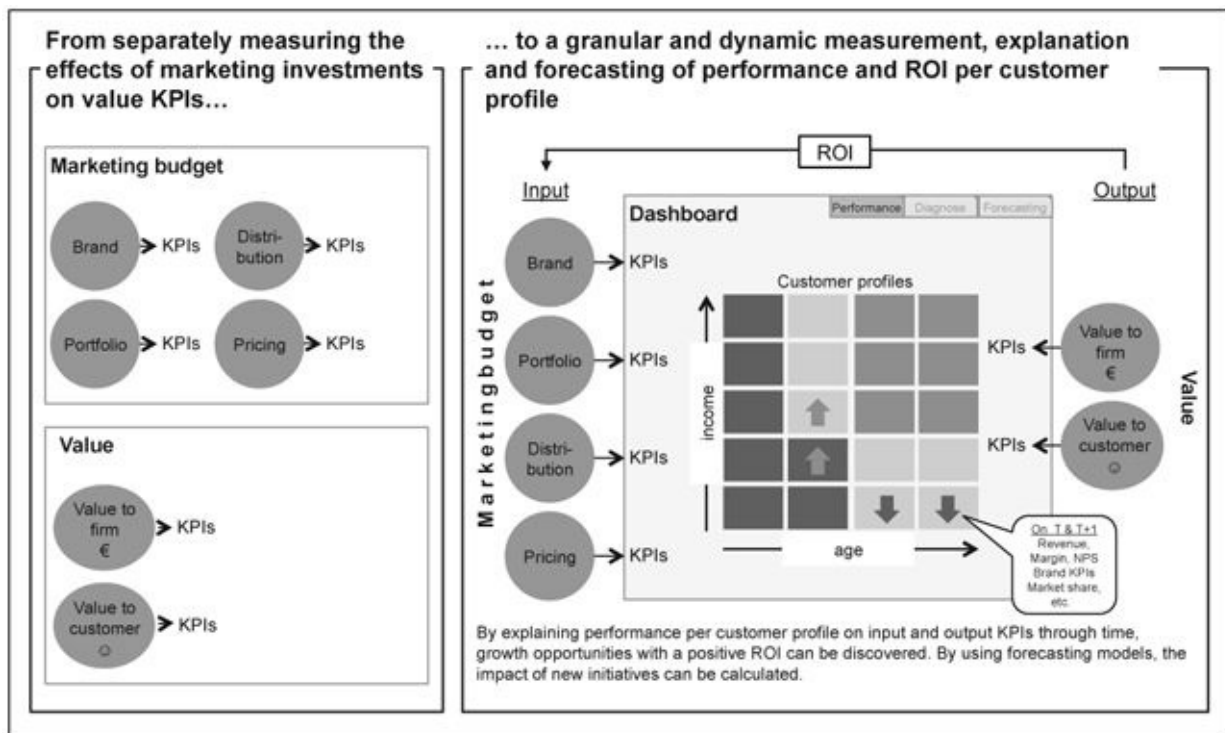 From separately measuring the
effects of marketing investments
on value KPIs...
Marketing budget
Brand
KPIs
Distri-
bution
KPIs
Portfolio
KPIs
Pricing
KPIs
Value
Value to
firm
€
KPIs
Value to
customer
☺
KPIs
... to a granular and dynamic measurement, explanation
and forecasting of performance and ROI per customer
profile
ROI
Input
Output
Marketingbudget
Brand
KPIs
Portfolio
KPIs
Distri-
bution
KPIs
Pricing
KPIs
Dashboard
Performance
Diagnose
Forecasting
Customer profiles
income
age
KPIs
Value to
firm
€
KPIs
Value to
customer
☺
Value
On T & T+1
Revenue,
Margin, NPS
Brand KPIs
Market share,
etc.
By explaining performance per customer profile on input and output KPIs through time,
growth opportunities with a positive ROI can be discovered. By using forecasting models, the
impact of new initiatives can be calculated.